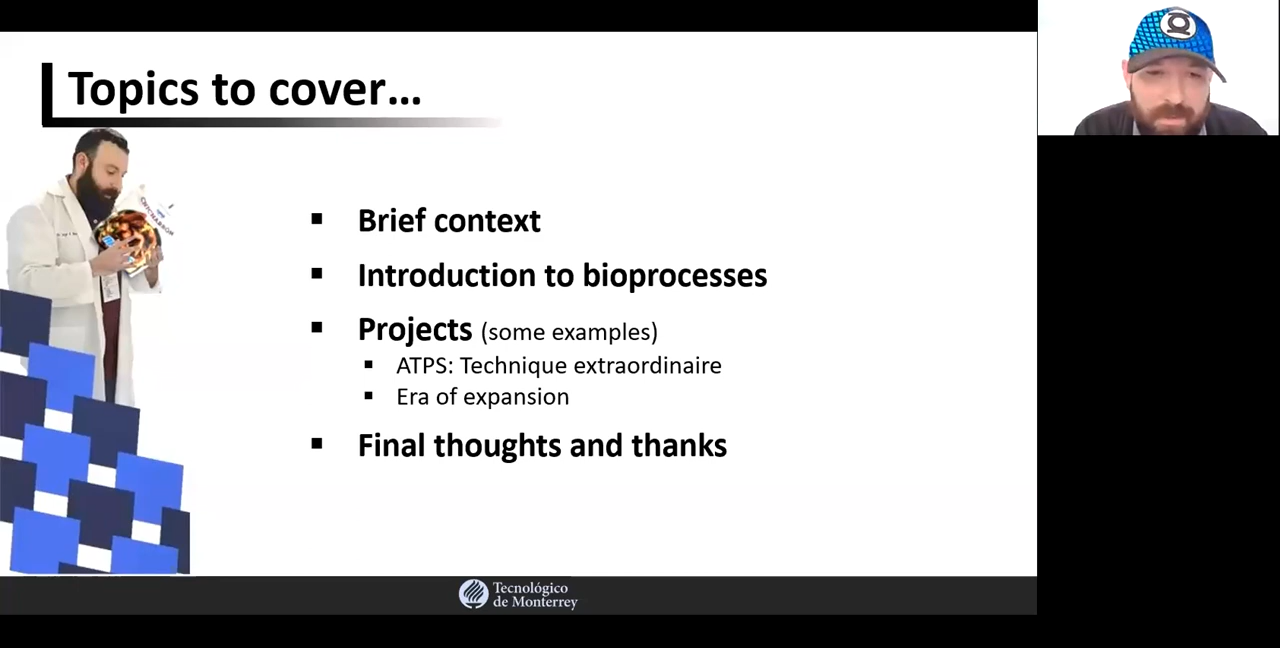 Topics to cover…
CHICHARRON
▪ Brief context
▪ Introduction to bioprocesses
▪ Projects (some examples)
▪ ATPS: Technique extraordinaire
▪ Era of expansion
▪ Final thoughts and thanks
Tecnológico
de Monterrey